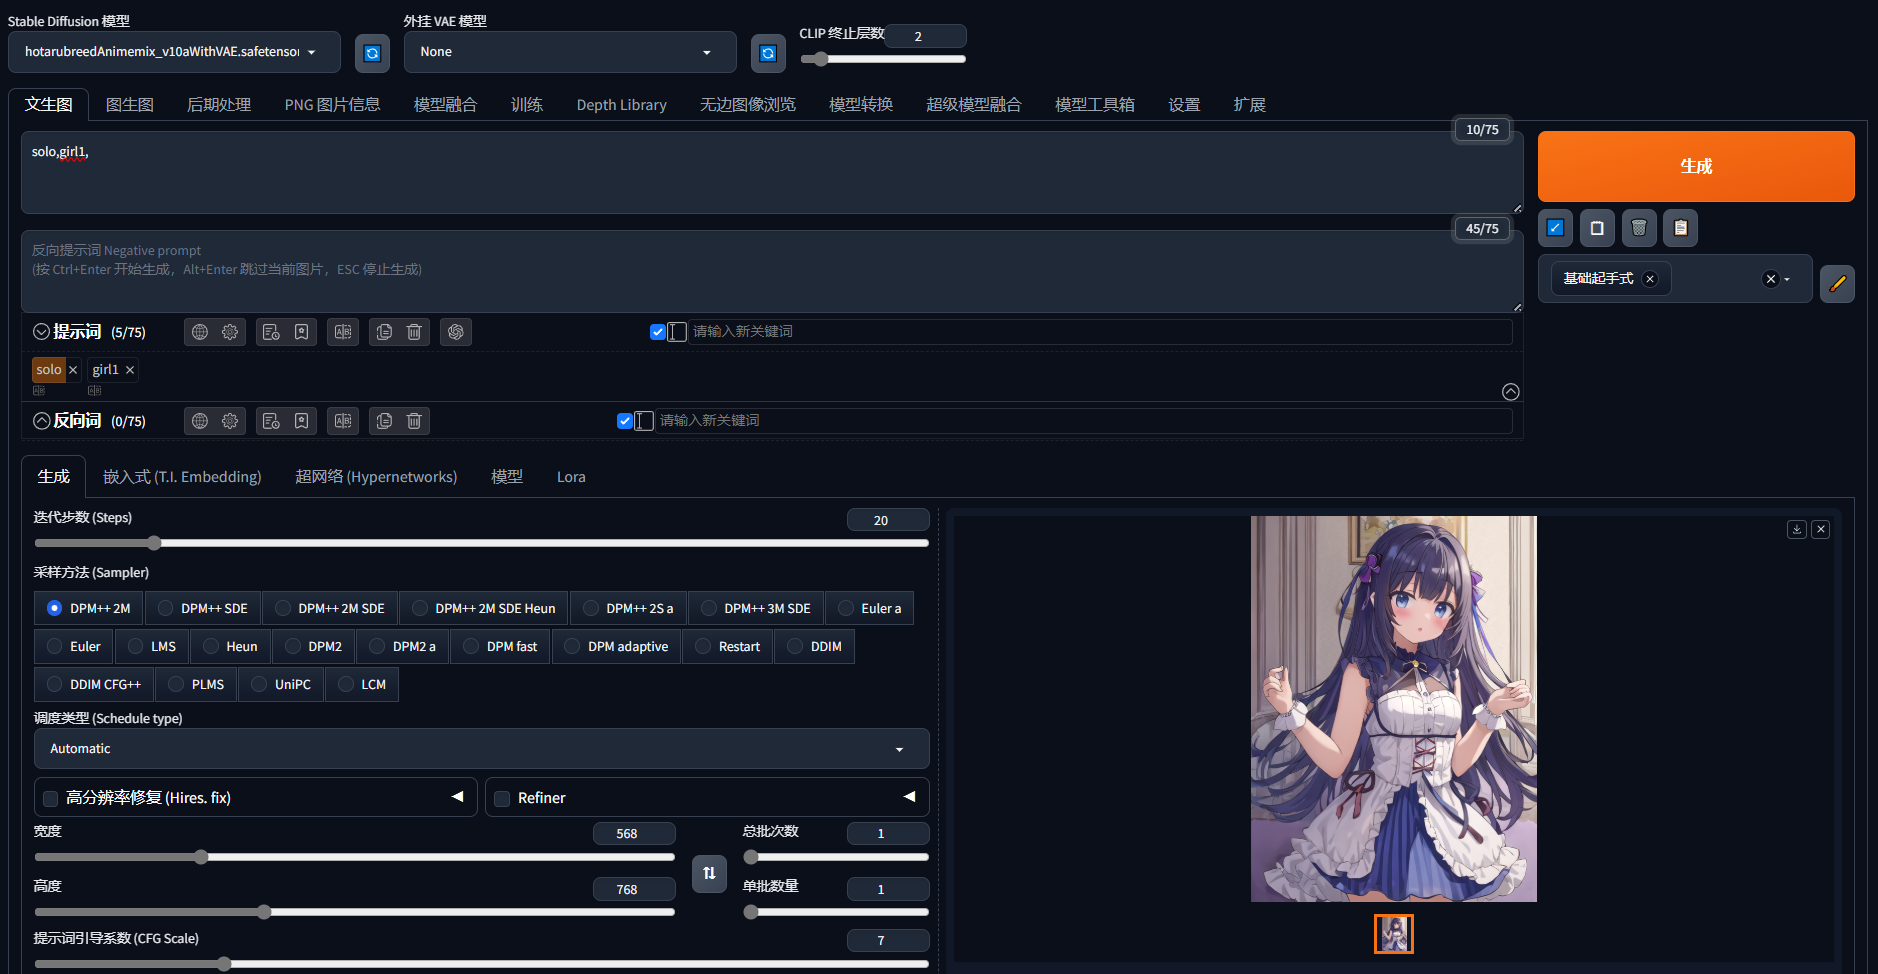 Stable Diffusion 模型
外挂 VAE 模型
CLIP 终止层数
2
hotarubreedAnimemix_v10aWithVAE.safetensor
None
文生图
图生图
后期处理
PNG 图片信息
模型融合
训练
Depth Library
无边图像浏览
模型转换
超级模型融合
模型工具箱
设置
扩展
10/75
solo,girl1,
生成
45/75
反向提示词 Negative prompt
(按 Ctrl+Enter 开始生成，Alt+Enter 跳过当前图片，ESC 停止生成)
基础起手式
提示词 (5/75)
请输入新关键词
solo
girl1
反向词 (0/75)
请输入新关键词
生成
嵌入式 (T.I. Embedding)
超网络 (Hypernetworks)
模型
Lora
迭代步数 (Steps)
20
采样方法 (Sampler)
DPM++ 2M
DPM++ SDE
DPM++ 2M SDE
DPM++ 2M SDE Heun
DPM++ 2S a
DPM++ 3M SDE
Euler a
Euler
LMS
Heun
DPM2
DPM2 a
DPM fast
DPM adaptive
Restart
DDIM
DDIM CFG++
PLMS
UniPC
LCM
调度类型 (Schedule type)
Automatic
高分辨率修复 (Hires. fix)
Refiner
宽度
568
总批次数
1
高度
768
单批数量
1
提示词引导系数 (CFG Scale)
7